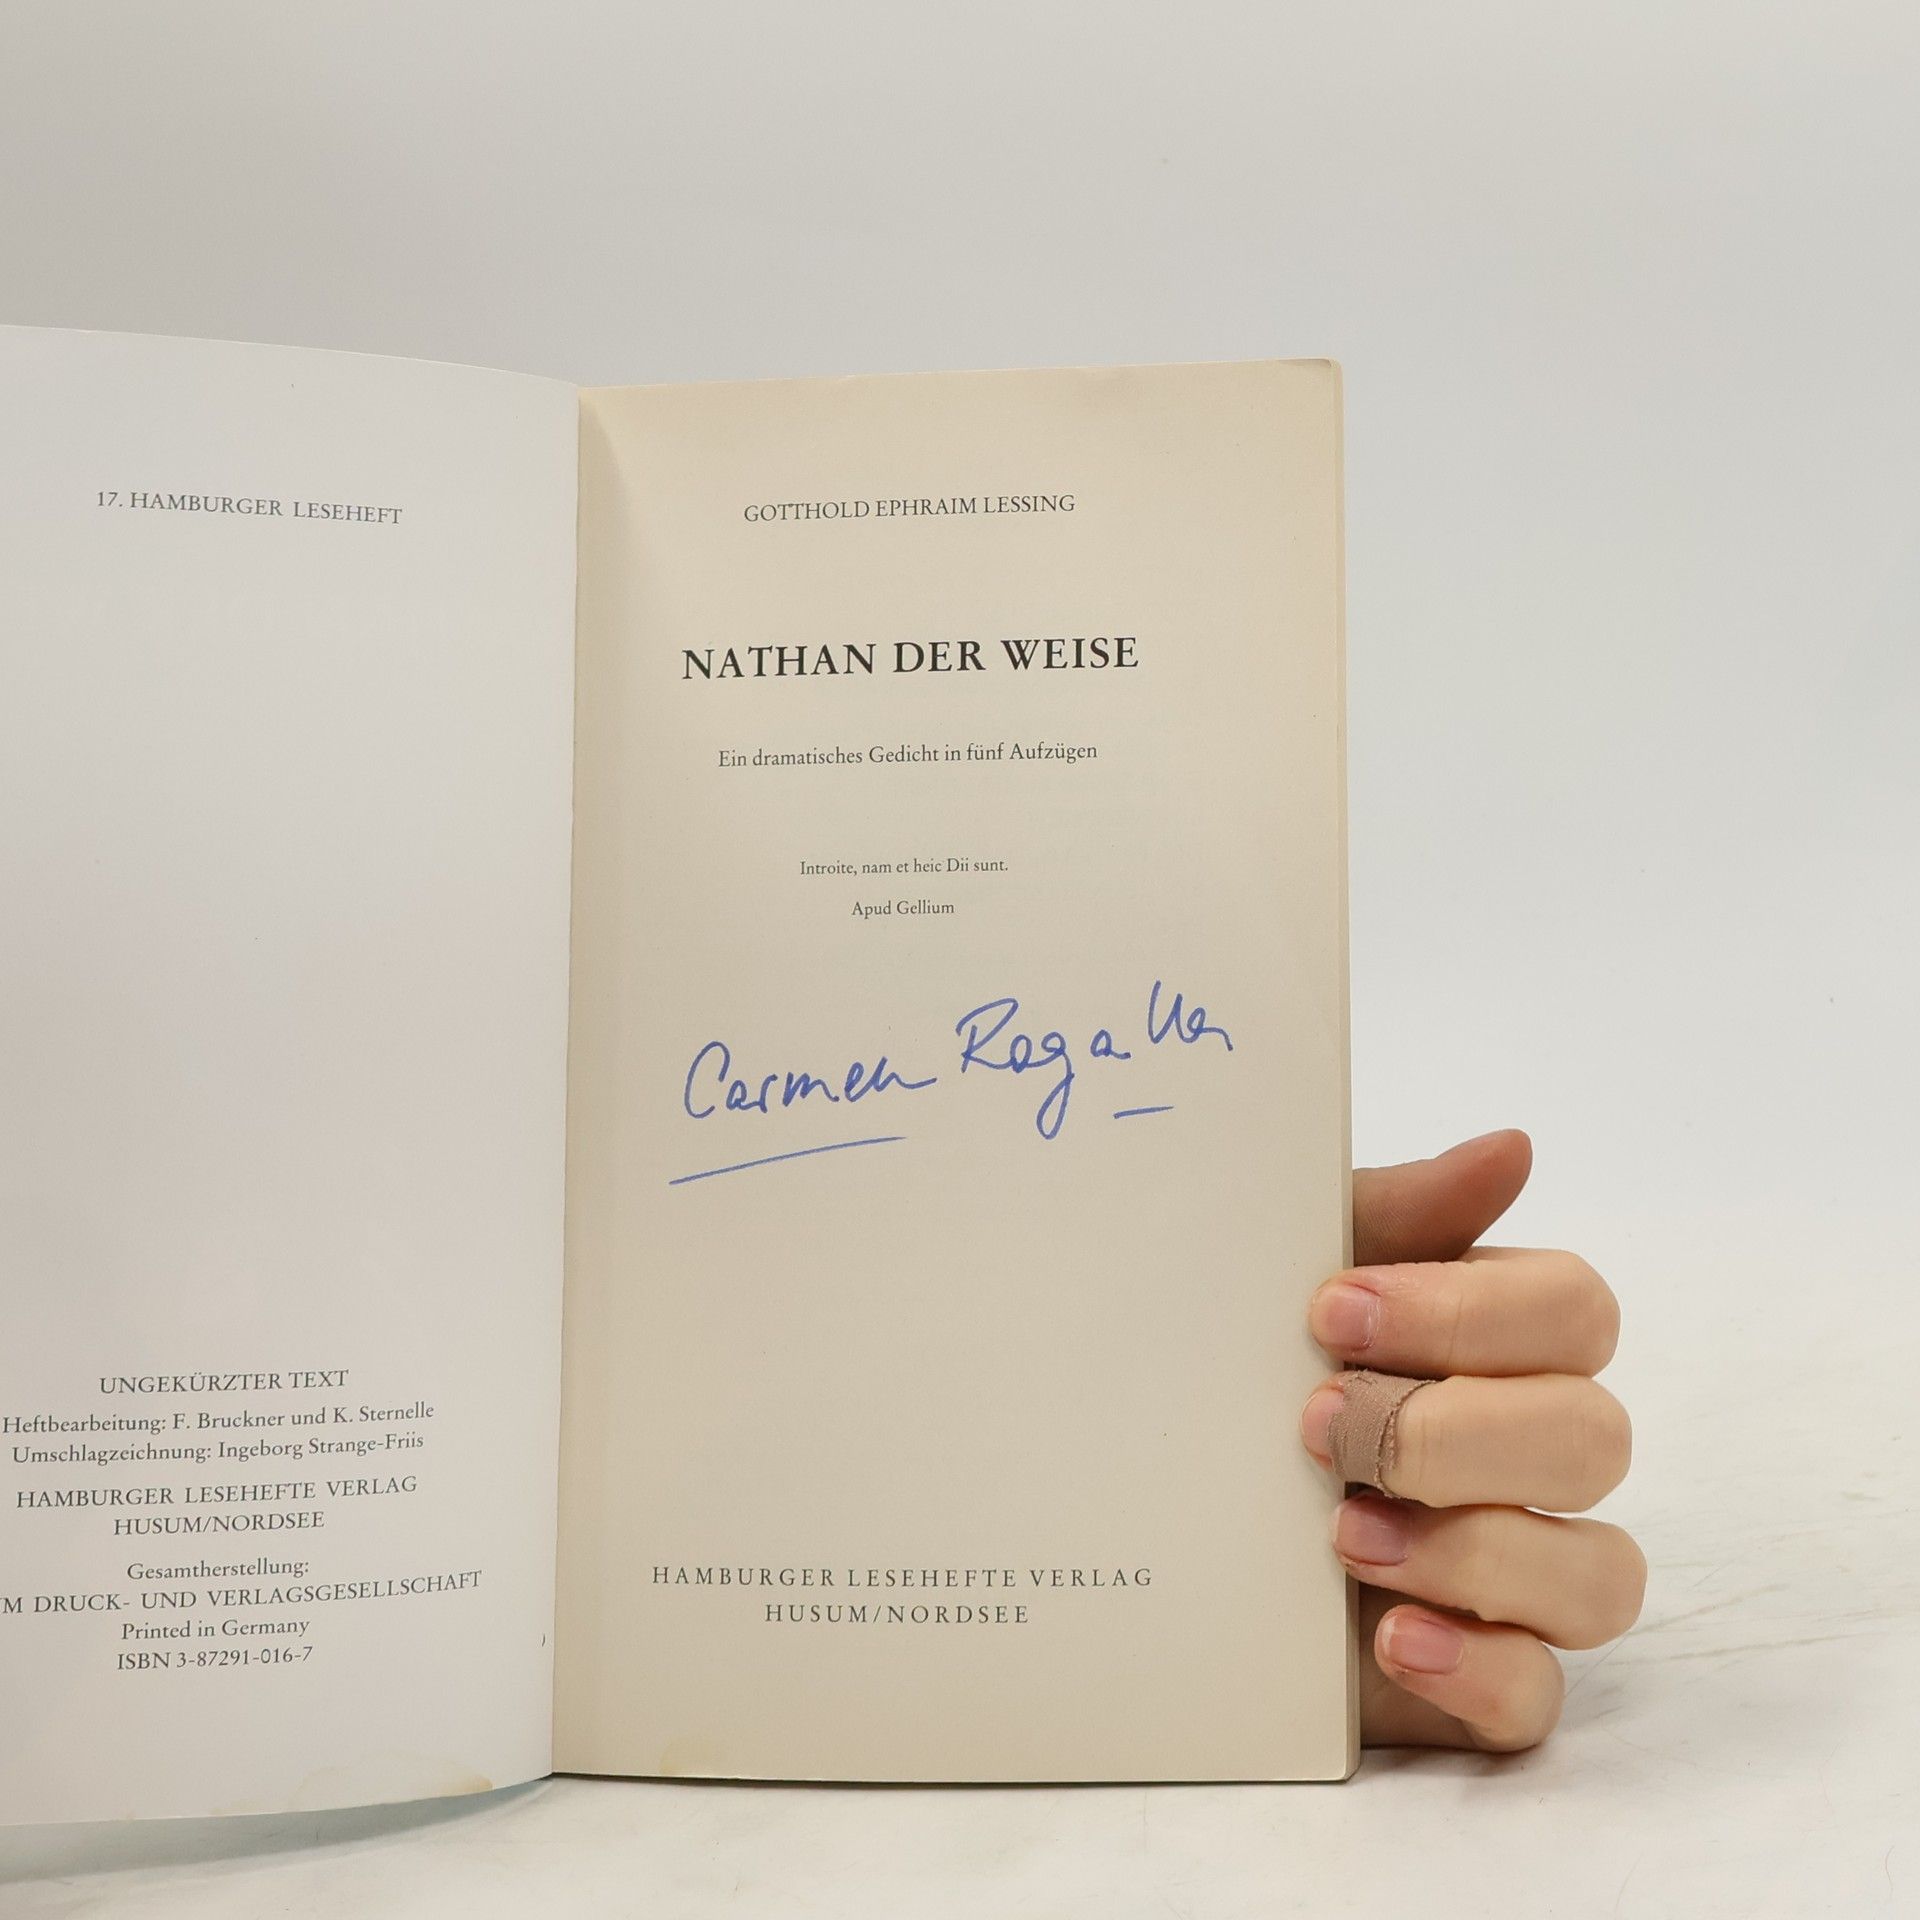 17. HAMBURGER LESEHEFT
UNGEKÜRZTER TEXT
Heftbearbeitung: F. Bruckner und K. Sternelle
Umschlagzeichnung: Ingeborg Strange-Friis
HAMBURGER LESEHEFTE VERLAG
HUSUM/NORDSEE
Gesamtherstellung:
DRUCK- UND VERLAGSGESELLSCHAFT
Printed in Germany
ISBN 3-87291-016-7
GOTTHOLD EPHRAIM LESSING
NATHAN DER WEISE
Ein dramatisches Gedicht in fünf Aufzügen
Introite, nam et heic Dii sunt.
Apud Gellium
Carmen
HAMBURGER LESEHEFTE VERLAG
HUSUM/NORDSEE